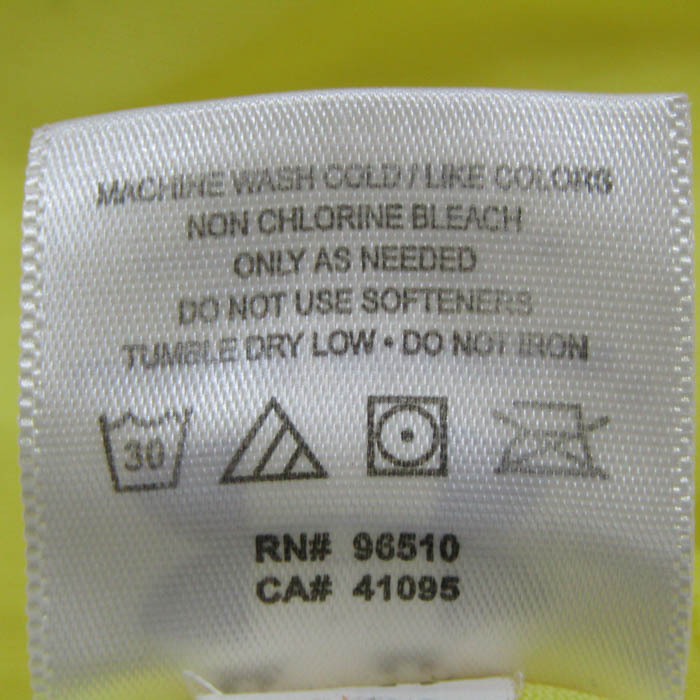 MACHINE WASH COLD / LIKE COLORS
NON CHLORINE BLEACH
ONLY AS NEEDED
DO NOT USE SOFTENERS
TUMBLE DRY LOW • DO NOT IRON
30
RN# 96510
CA# 41095